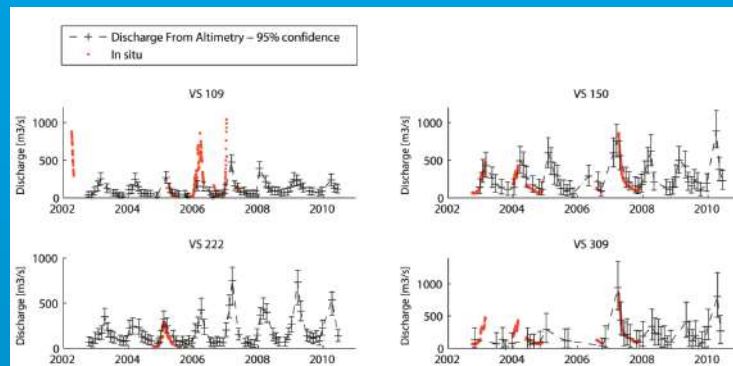 Discharge From Altimetry – 95% confidence
In situ
VS 109
Discharge [m3/s]
1000
500
0
2002 2004 2006 2008 2010
VS 150
Discharge [m3/s]
1000
500
0
2002 2004 2006 2008 2010
VS 222
Discharge [m3/s]
1000
500
0
2002 2004 2006 2008 2010
VS 309
Discharge [m3/s]
1000
500
0
2002 2004 2006 2008 2010